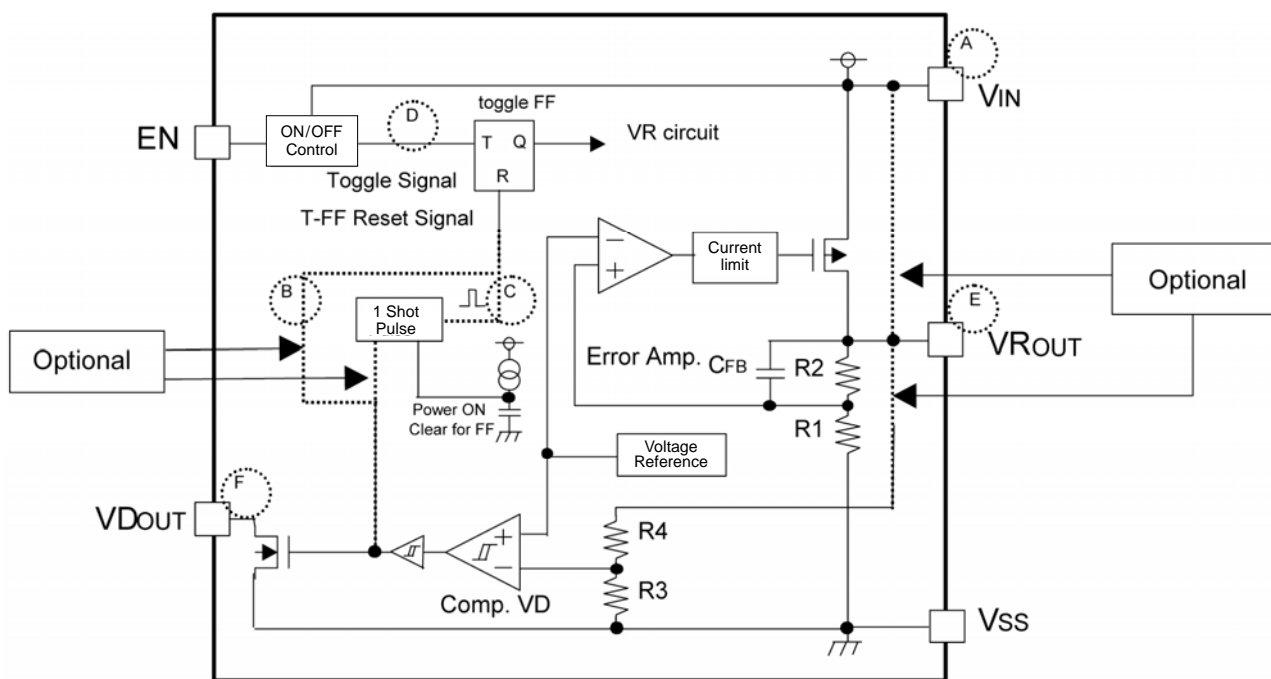 A
VIN
toggle FF
D
EN
ON/OFF
Control
T Q
R
VR circuit
Toggle Signal
T-FF Reset Signal
Current
limit
Optional
B
C
E
1 Shot
Pulse
VROUT
Optional
Error Amp.
CFB
R2
Power ON
Clear for FF
R1
Voltage
Reference
F
VDOUT
R4
R3
Comp. VD
VSS